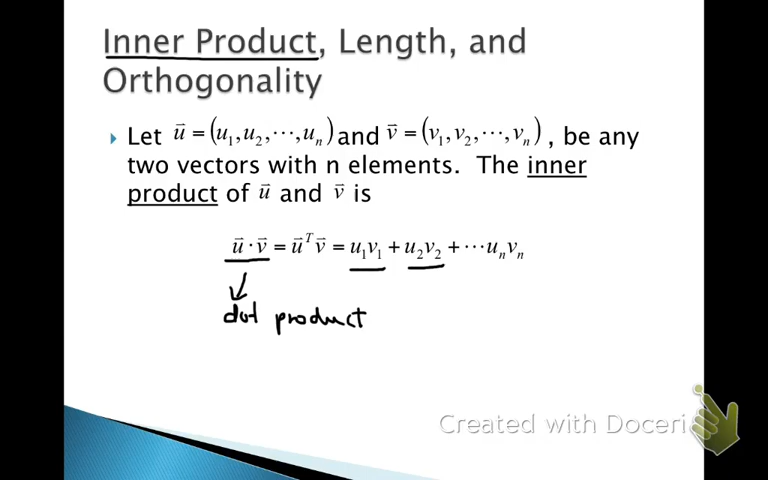 Inner Product, Length, and
Orthogonality
Let u⃗ = (u₁,u₂,⋯,uₙ) and v⃗ = (v₁,v₂,⋯,vₙ) , be any
two vectors with n elements. The inner
product of u⃗ and v⃗ is
u⃗ · v⃗ = u⃗ᵀ v⃗ = u₁v₁ + u₂v₂ + ⋯uₙvₙ
dot product
Created with Doceri